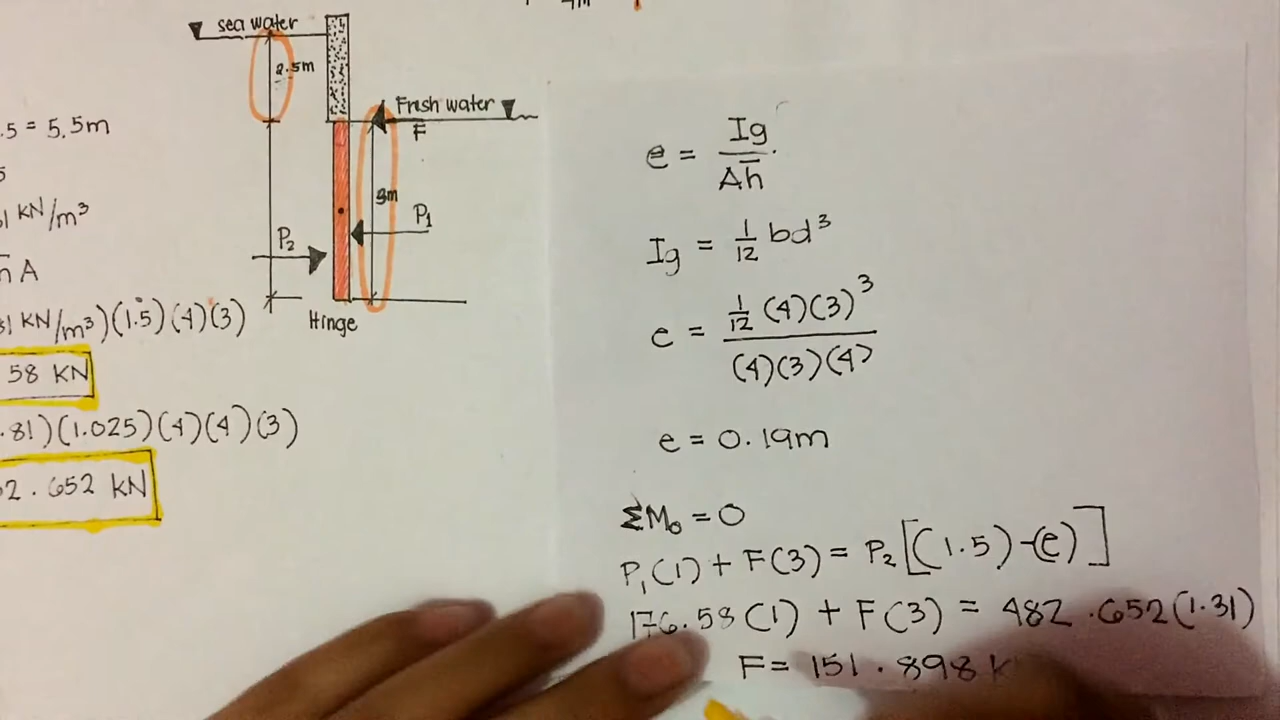 sea water
2.5m
Fresh water
F
.5 = 5.5m
3m
P1
P2
KN/m³
A
Hinge
KN/m³)(1.5)(4)(3)
58 KN
.81)(1.025)(4)(4)(3)
2.652 KN
e = Ig / Ah̄
Ig = 1/12 bd³
e = 1/12 (4)(3)³ / (4)(3)(4)
e = 0.19m
ΣMo = 0
P1(1) + F(3) = P2[(1.5)-(e)]
176.58(1) + F(3) = 482.652(1.31)
F = 151.898 K